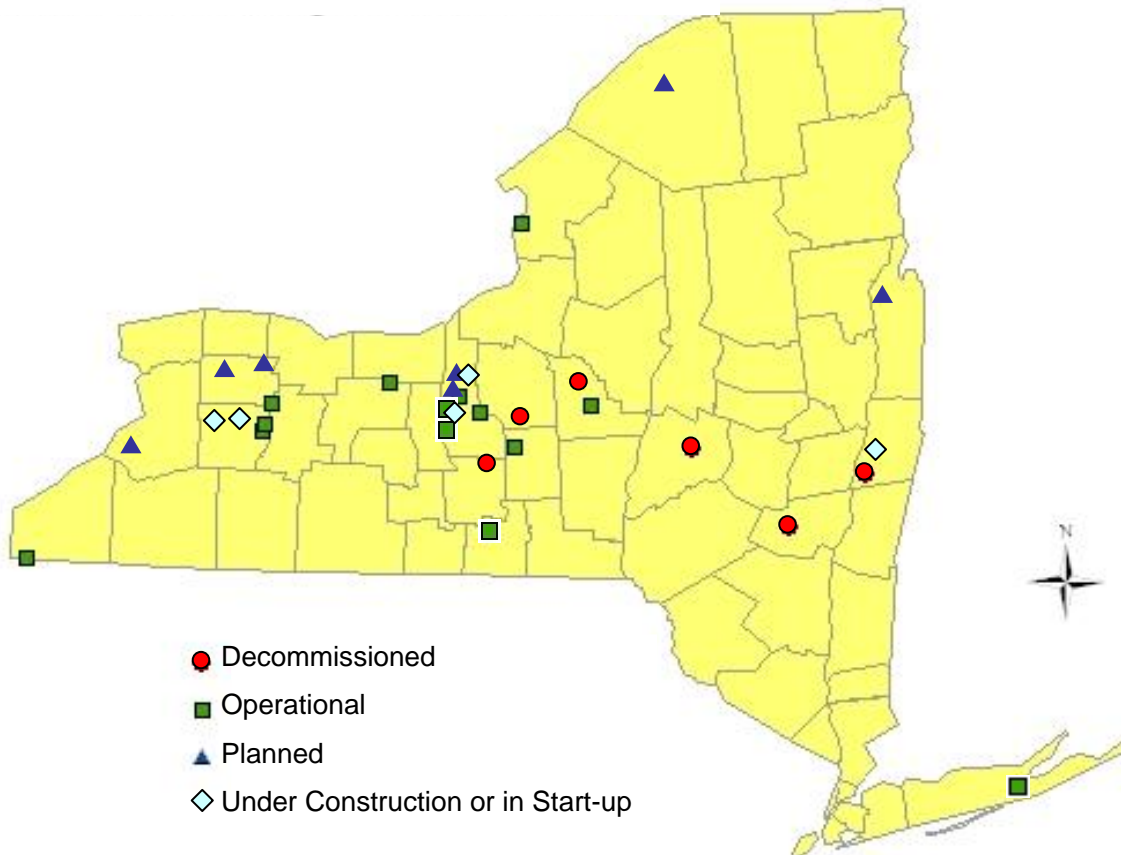 N
Decommissioned
Operational
Planned
Under Construction or in Start-up